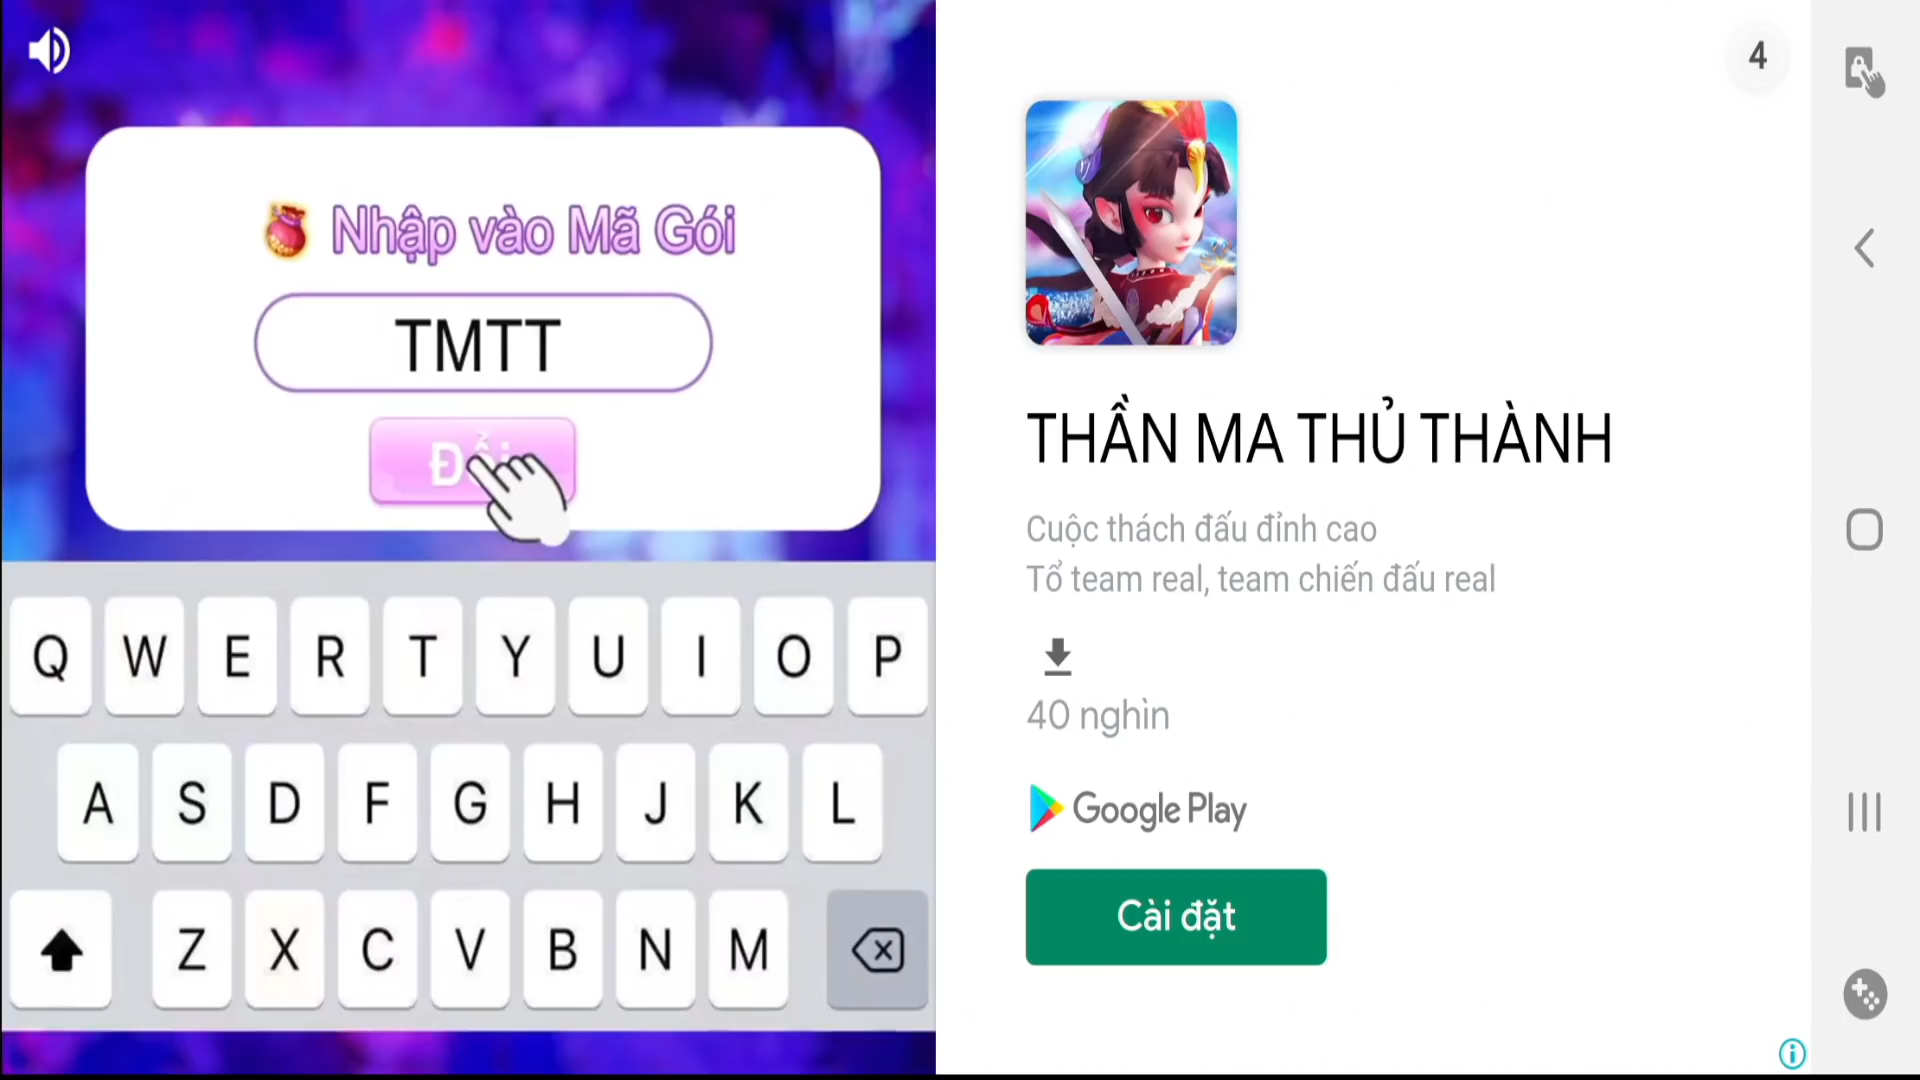 Nhập vào Mã Gói
TMTT
Đổi
Q W E R T Y U I O P
A S D F G H J K L
Z X C V B N M
4
THẦN MA THỦ THÀNH
Cuộc thách đấu đỉnh cao
Tổ team real, team chiến đấu real
40 nghìn
Google Play
Cài đặt